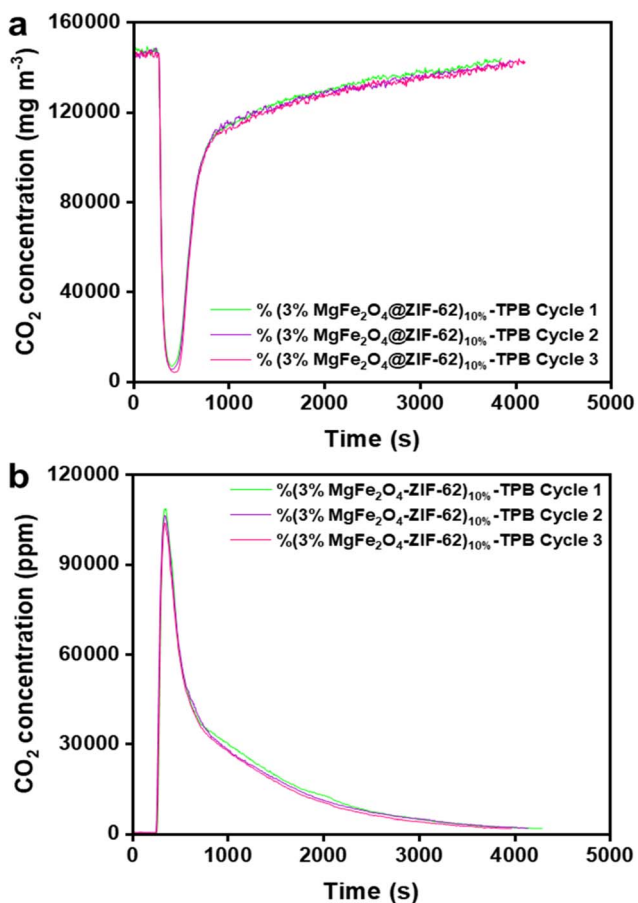 a
160000
120000
80000
40000
0
CO₂ concentration (mg m⁻³)
% (3% MgFe₂O₄@ZIF-62)₁₀%-TPB Cycle 1
% (3% MgFe₂O₄@ZIF-62)₁₀%-TPB Cycle 2
% (3% MgFe₂O₄@ZIF-62)₁₀%-TPB Cycle 3
0 1000 2000 3000 4000 5000
Time (s)
b
120000
90000
60000
30000
0
CO₂ concentration (ppm)
%(3% MgFe₂O₄-ZIF-62)₁₀%-TPB Cycle 1
%(3% MgFe₂O₄-ZIF-62)₁₀%-TPB Cycle 2
%(3% MgFe₂O₄-ZIF-62)₁₀%-TPB Cycle 3
0 1000 2000 3000 4000 5000
Time (s)